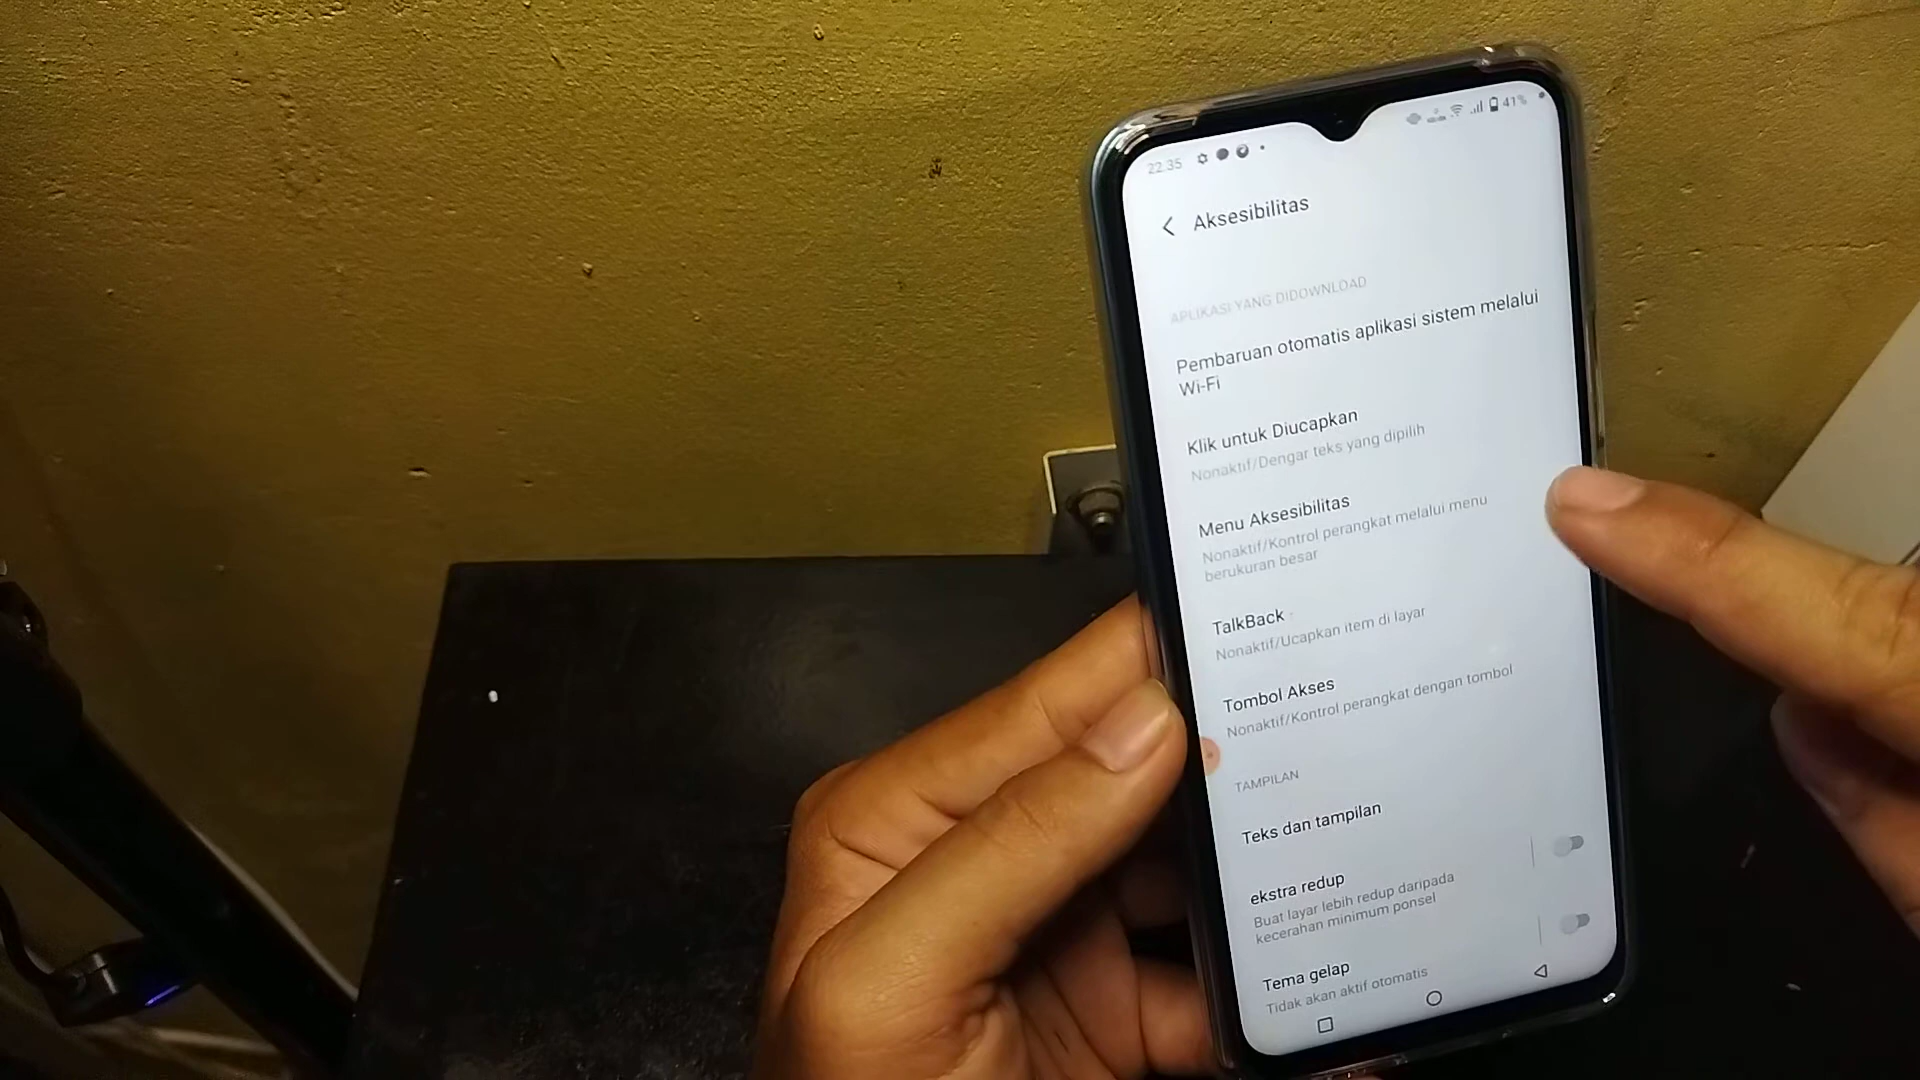 22.35
41%
Aksesibilitas
APLIKASI YANG DIDOWNLOAD
Pembaruan otomatis aplikasi sistem melalui
Wi-Fi
Klik untuk Diucapkan
Nonaktif/Dengar teks yang dipilih
Menu Aksesibilitas
Nonaktif/Kontrol perangkat melalui menu
berukuran besar
TalkBack
Nonaktif/Ucapkan item di layar
Tombol Akses
Nonaktif/Kontrol perangkat dengan tombol
TAMPILAN
Teks dan tampilan
ekstra redup
Buat layar lebih redup daripada
kecerahan minimum ponsel
Tema gelap
Tidak akan aktif otomatis